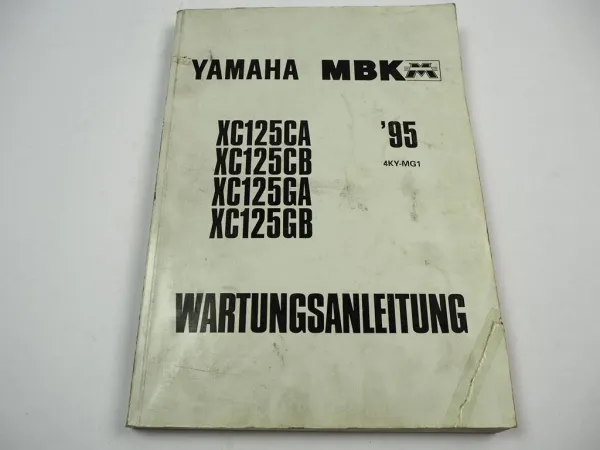 YAMAHA MBK
XC125CA '95
XC125CB 4KY-MG1
XC125GA
XC125GB
WARTUNGSANLEITUNG